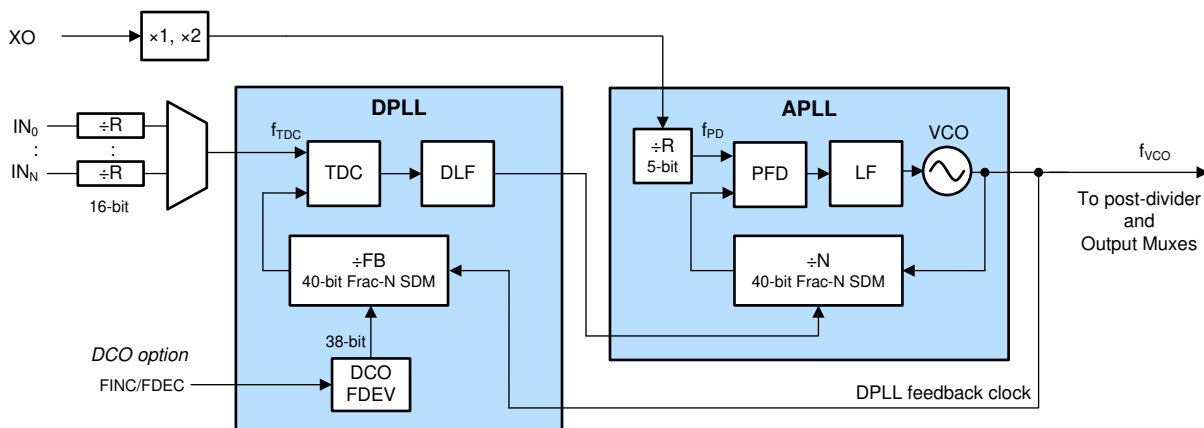 XO
×1, ×2
DPLL
APLL
IN0
:
INN
÷R
:
÷R
16-bit
fTDC
TDC
DLF
÷FB
40-bit Frac-N SDM
38-bit
DCO option
FINC/FDEC
DCO
FDEV
÷R
5-bit
fPD
PFD
LF
VCO
÷N
40-bit Frac-N SDM
DPLL feedback clock
fVCO
To post-divider
and
Output Muxes